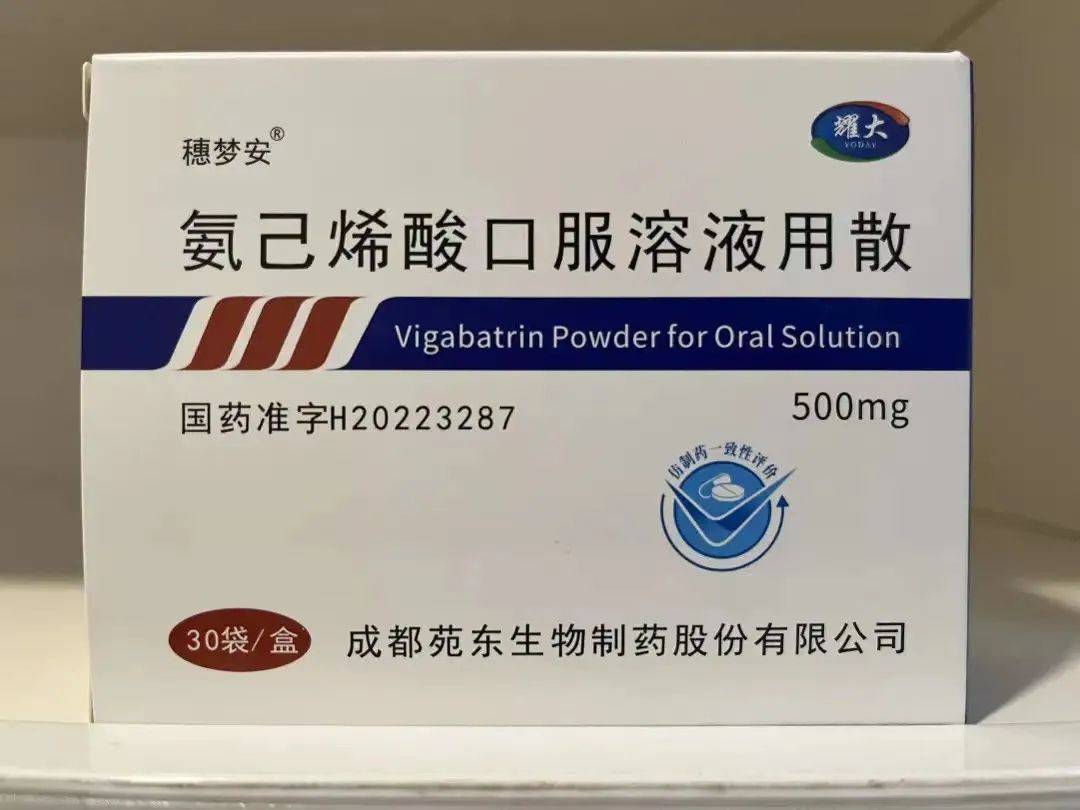 穗梦安®
耀大
YODAY
氨己烯酸口服溶液用散
Vigabatrin Powder for Oral Solution
国药准字H20223287
500mg
仿制药一致性评价
30袋/盒
成都苑东生物制药股份有限公司